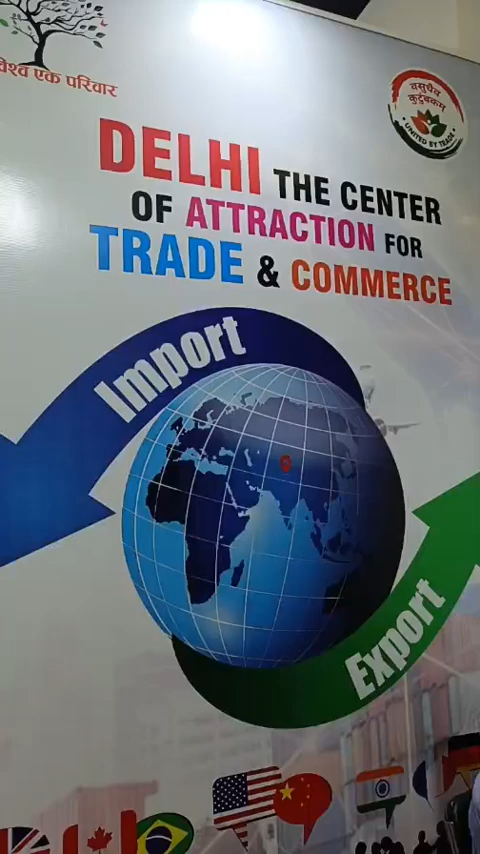 विश्व एक परिवार
वसुधैव
कुटुंबकम
• UNITED BY TRADE •
DELHI THE CENTER
OF ATTRACTION FOR
TRADE & COMMERCE
Import
Export